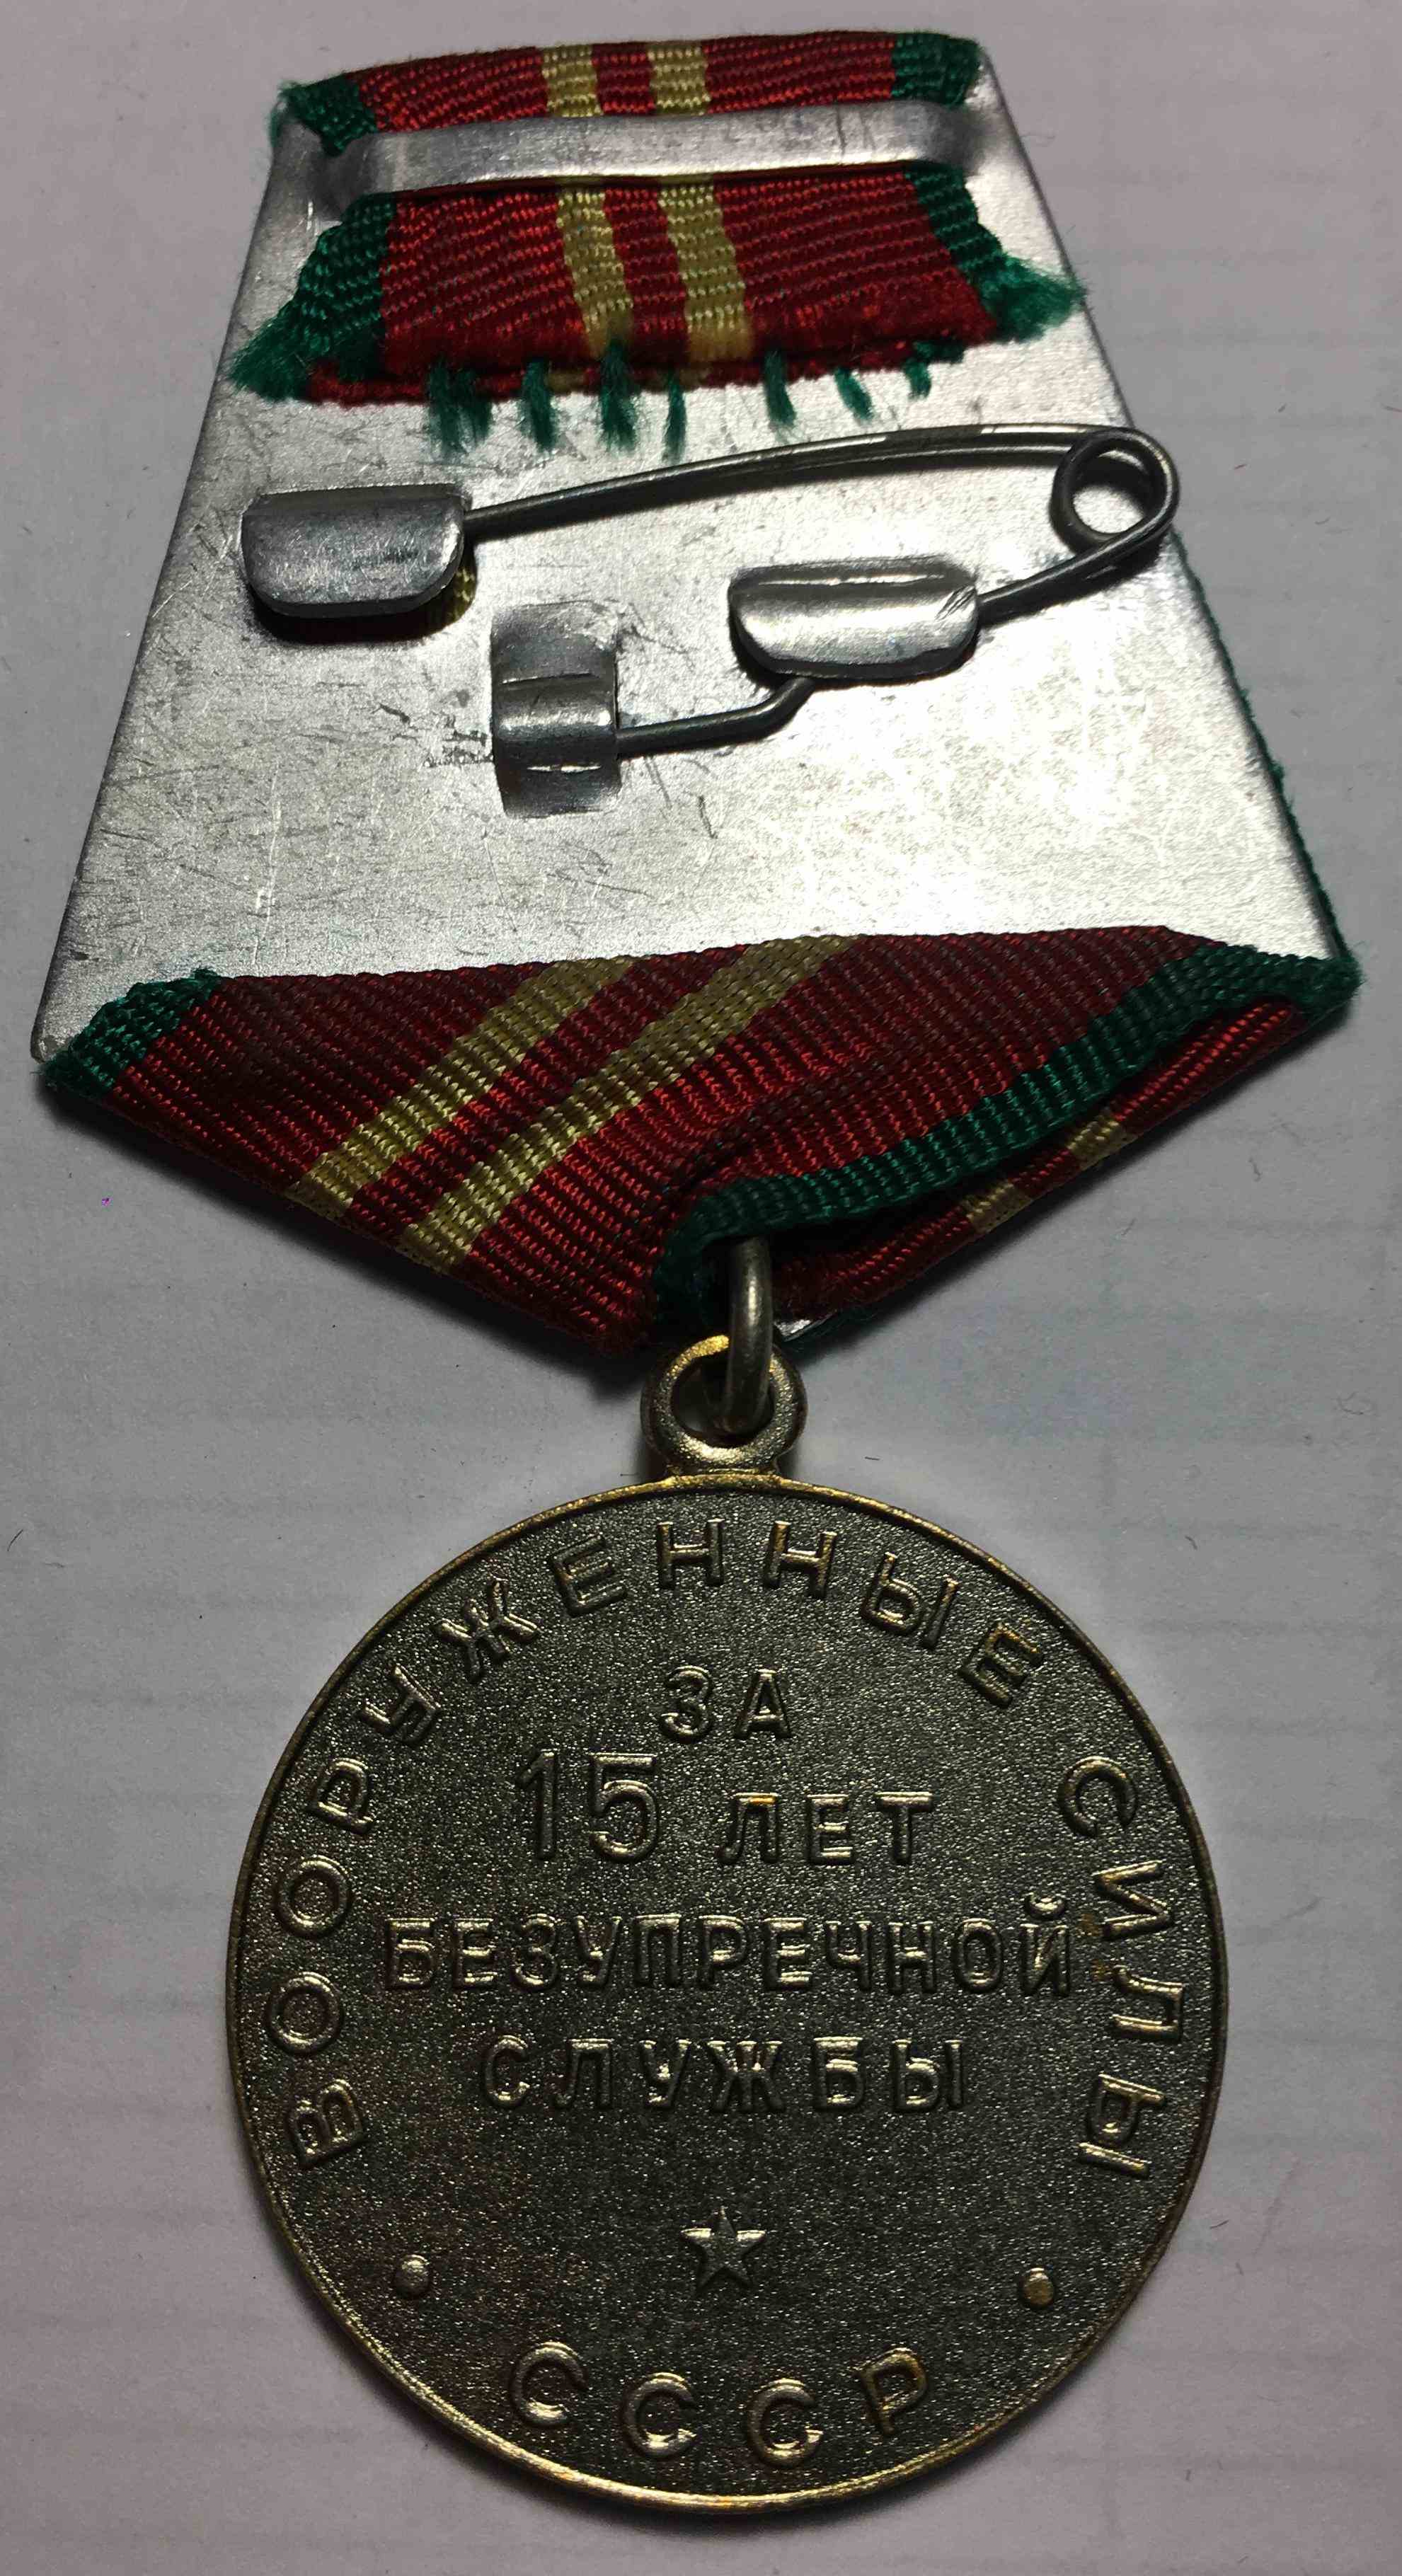 ВООРУЖЕННЫЕ СИЛЫ
ЗА
15 ЛЕТ
БЕЗУПРЕЧНОЙ
СЛУЖБЫ
СССР